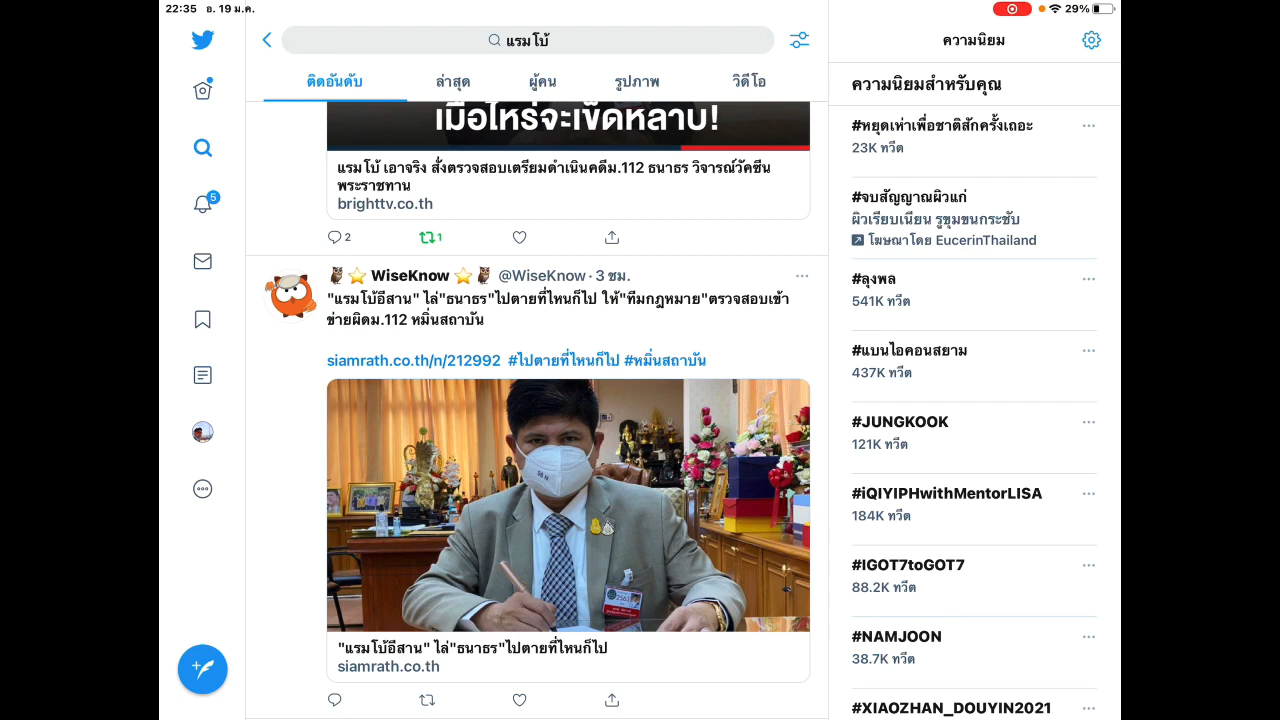 22:35 อ. 19 ม.ค.
29%
แรมโบ้
ติดอันดับ ล่าสุด ผู้คน รูปภาพ วิดีโอ
เมื่อไหร่จะเข็ดหลาบ!
แรมโบ้ เอาจริง สั่งตรวจสอบเตรียมดำเนินคดีม.112 ธนาธร วิจารณ์วัคซีน
พระราชทาน
brighttv.co.th
2 1
5
WiseKnow @WiseKnow · 3 ชม.
"แรมโบ้อีสาน" ไล่"ธนาธร"ไปตายที่ไหนก็ไป ให้"ทีมกฎหมาย"ตรวจสอบเข้า
ข่ายผิดม.112 หมิ่นสถาบัน
siamrath.co.th/n/212992 #ไปตายที่ไหนก็ไป #หมิ่นสถาบัน
"แรมโบ้อีสาน" ไล่"ธนาธร"ไปตายที่ไหนก็ไป
siamrath.co.th
ความนิยม
ความนิยมสำหรับคุณ
#หยุดเห่าเพื่อชาติสักครั้งเถอะ
23K ทวีต
#จบสัญญาณผิวแก่
ผิวเรียบเนียน รูขุมขนกระชับ
โฆษณาโดย EucerinThailand
#ลุงพล
541K ทวีต
#แบนไอคอนสยาม
437K ทวีต
#JUNGKOOK
121K ทวีต
#iQIYIPHwithMentorLISA
184K ทวีต
#IGOT7toGOT7
88.2K ทวีต
#NAMJOON
38.7K ทวีต
#XIAOZHAN_DOUYIN2021